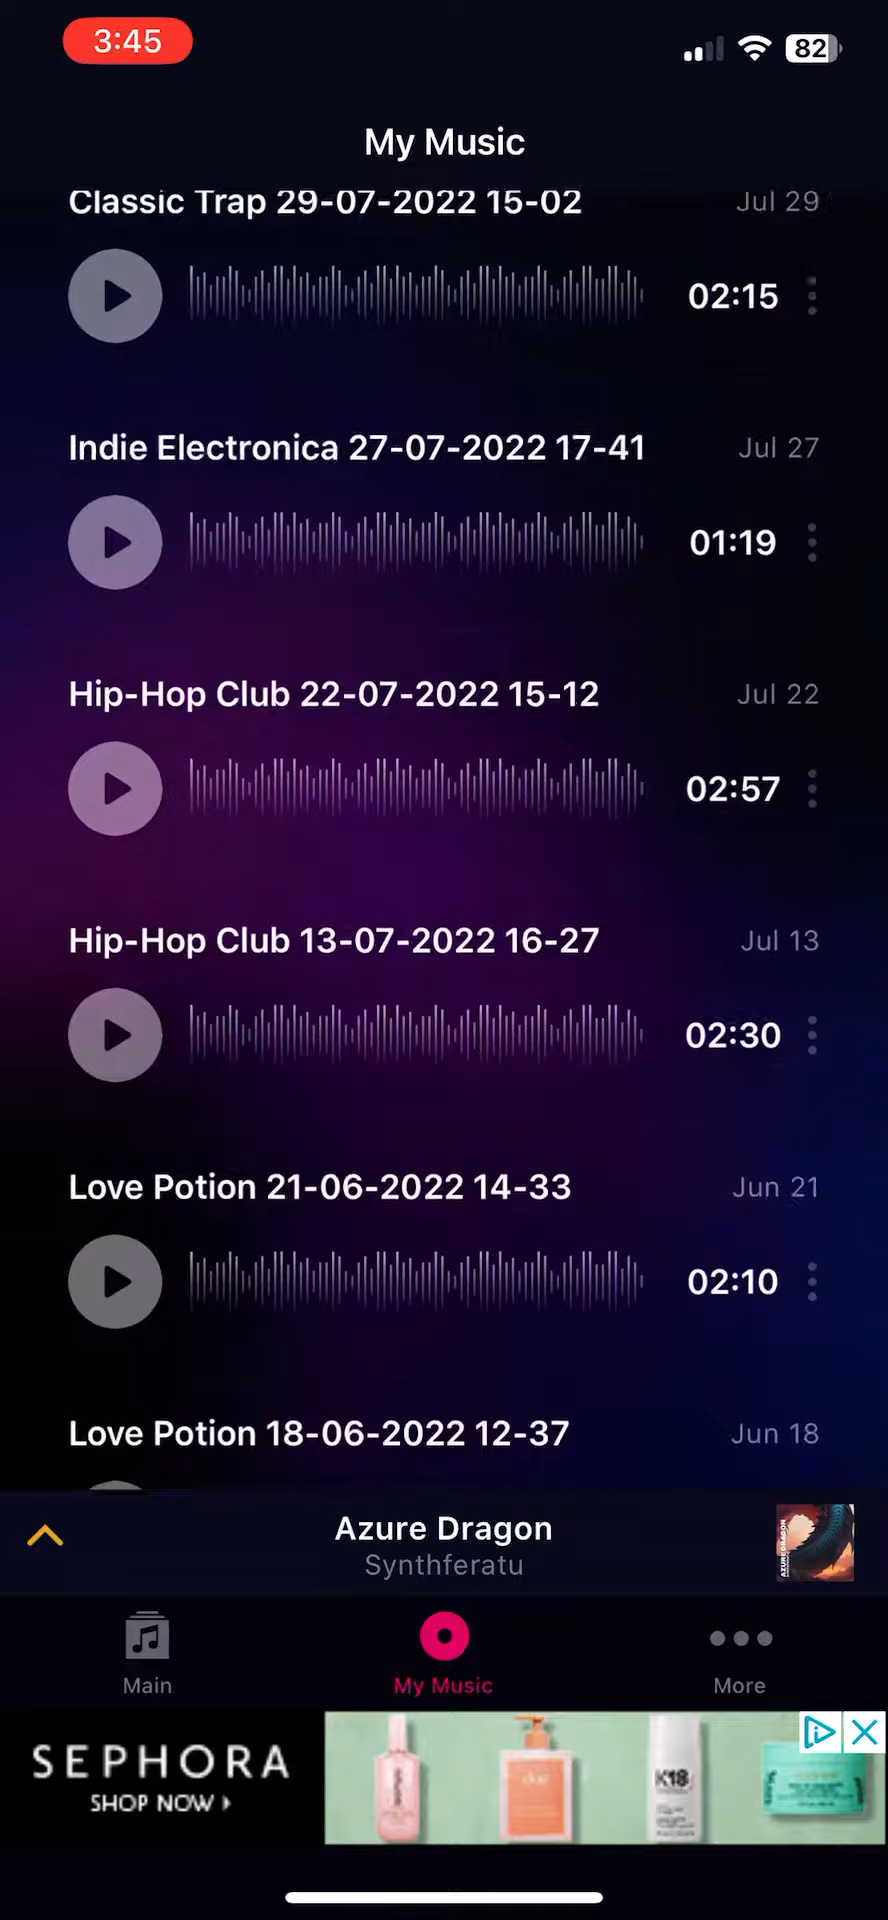 3:45
82
My Music
Classic Trap 29-07-2022 15-02
Jul 29
02:15
Indie Electronica 27-07-2022 17-41
Jul 27
01:19
Hip-Hop Club 22-07-2022 15-12
Jul 22
02:57
Hip-Hop Club 13-07-2022 16-27
Jul 13
02:30
Love Potion 21-06-2022 14-33
Jun 21
02:10
Love Potion 18-06-2022 12-37
Jun 18
Azure Dragon
Synthferatu
AZURE DRAGON
Main
My Music
More
SEPHORA
SHOP NOW
K18